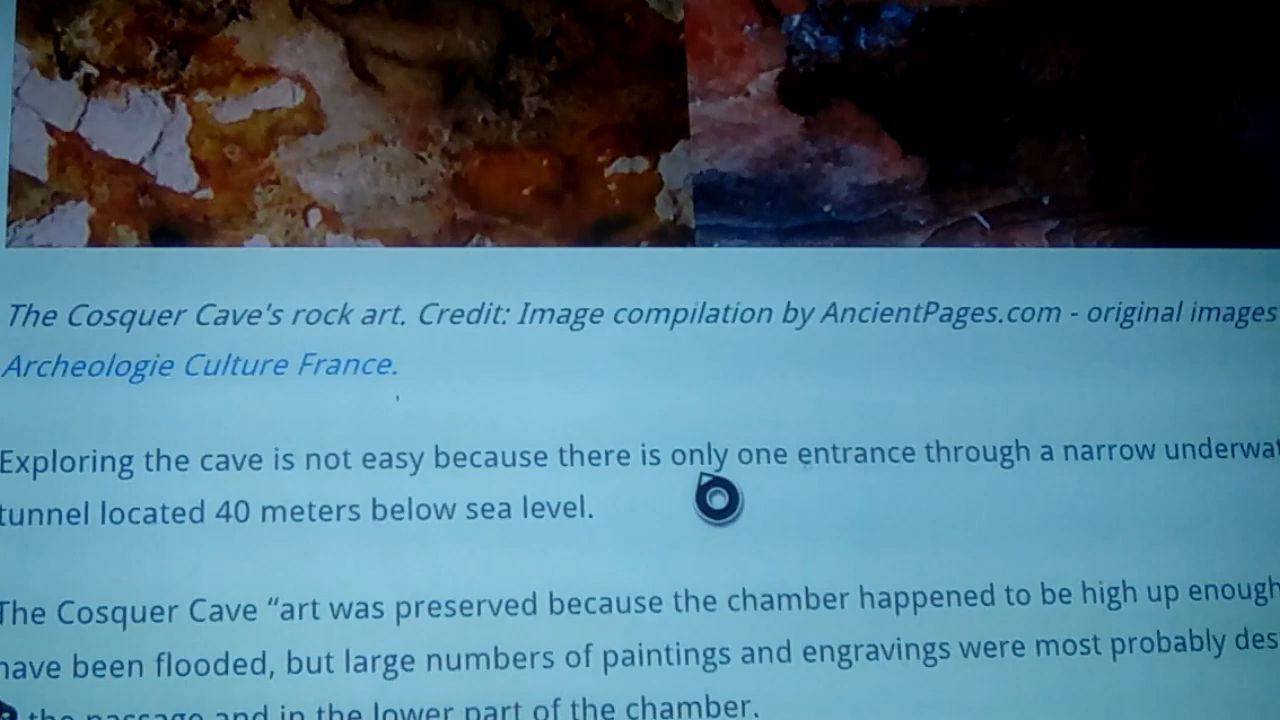 The Cosquer Cave's rock art. Credit: Image compilation by AncientPages.com - original images
Archeologie Culture France.
Exploring the cave is not easy because there is only one entrance through a narrow
tunnel located 40 meters below sea level.
The Cosquer Cave “art was preserved because the chamber happened to be high up enough
have been flooded, but large numbers of paintings and engravings were most probably
the passage and in the lower part of the chamber.